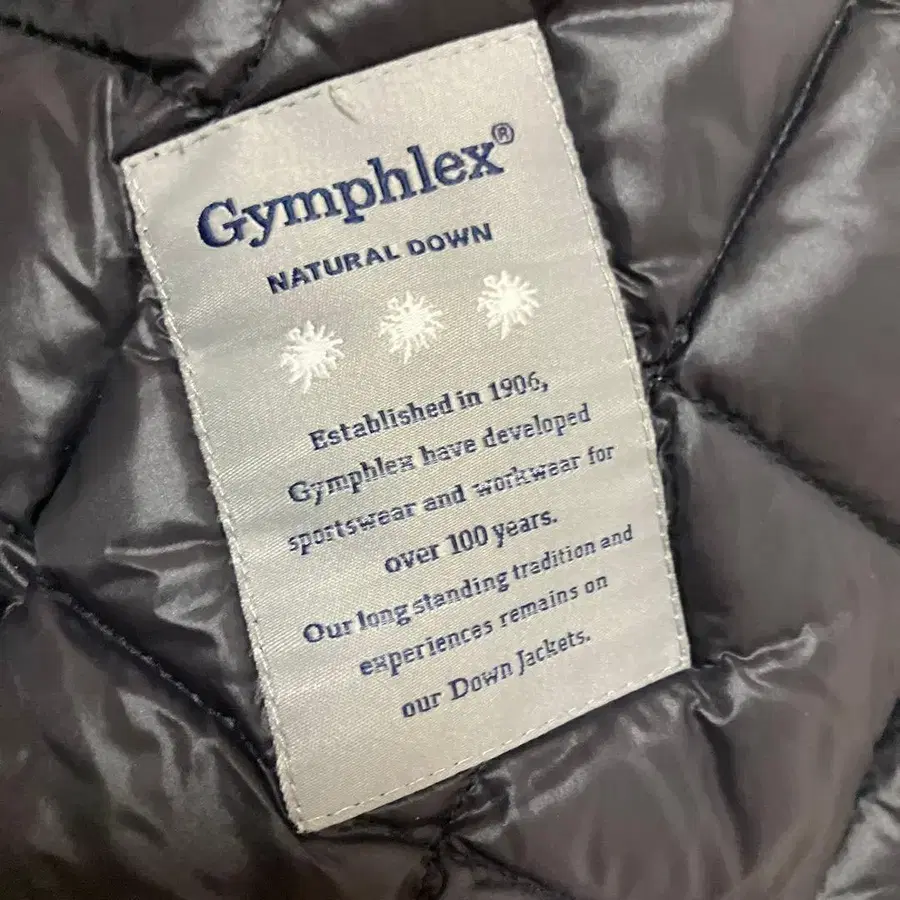 Gymphlex®
NATURAL DOWN
Established in 1906,
Gymphlex have developed
sportswear and workwear for
over 100 years.
Our long standing tradition and
experiences remains on
our Down Jackets.